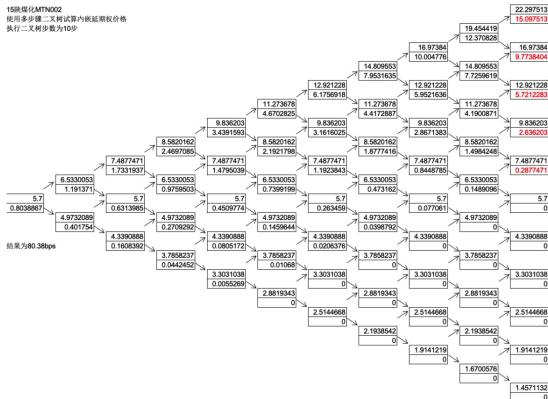 15陕煤化MTN002
使用多步骤二叉树试算内嵌延期权价格
执行二叉树步数为10步
22.297513
15.097513
19.454419
12.370828
16.97384 16.97384
10.004776 9.7738404
14.809553 14.809553
7.9531635 7.7259619
12.921228 12.921228 12.921228
6.1756918 5.9521636 5.7212283
11.273678 11.273678 11.273678
4.6702825 4.4172887 4.1900871
9.836203 9.836203 9.836203 9.836203
3.4391593 3.1616025 2.8671383 2.636203
8.5820162 8.5820162 8.5820162 8.5820162
2.4697085 2.1921798 1.8777416 1.4984248
7.4877471 7.4877471 7.4877471 7.4877471 7.4877471
1.7331937 1.4795039 1.1923843 0.8448785 0.2877471
6.5330053 6.5330053 6.5330053 6.5330053 6.5330053
1.191371 0.9759503 0.7399199 0.473162 0.1489096
5.7 5.7 5.7 5.7 5.7 5.7
0.8038867 0.6313985 0.4509774 0.263459 0.077061 0
4.9732089 4.9732089 4.9732089 4.9732089 4.9732089
0.401754 0.2709292 0.1459644 0.0398792 0
4.3390888 4.3390888 4.3390888 4.3390888 4.3390888
结果为80.38bps
0.1608392 0.0805172 0.0206376 0 0
3.7858237 3.7858237 3.7858237 3.7858237
0.0442452 0.01068 0 0
3.3031038 3.3031038 3.3031038 3.3031038
0.0055269 0 0 0
2.8819343 2.8819343 2.8819343
0 0 0
2.5144668 2.5144668 2.5144668
0 0 0
2.1938542 2.1938542
0 0
1.9141219 1.9141219
0 0
1.6700576
0
1.4571132
0